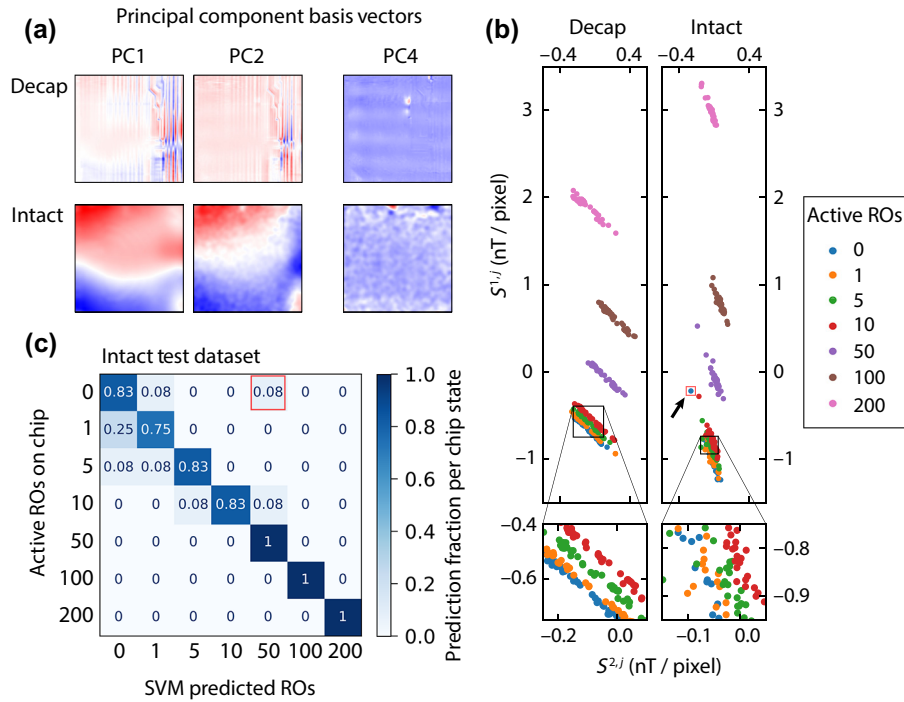 Principal component basis vectors
(a)
PC1 PC2 PC4
Decap
Intact
(b)
Decap Intact
−0.4 0.4 −0.4 0.4
3 3
2 2
1 1
0 0
−1 −1
S^{1,j} (nT / pixel)
−0.4
−0.6
−0.8
−0.9
−0.2 0.0 −0.1 0.0
S^{2,j} (nT / pixel)
Active ROs
0
1
5
10
50
100
200
(c)
Intact test dataset
0 0.83 0.08 0 0 0.08 0 0
1 0.25 0.75 0 0 0 0 0
5 0.08 0.08 0.83 0 0 0 0
10 0 0 0.08 0.83 0.08 0 0
50 0 0 0 0 1 0 0
100 0 0 0 0 0 1 0
200 0 0 0 0 0 0 1
0 1 5 10 50 100 200
Active ROs on chip
SVM predicted ROs
1.0
0.8
0.6
0.4
0.2
0.0
Prediction fraction per chip state